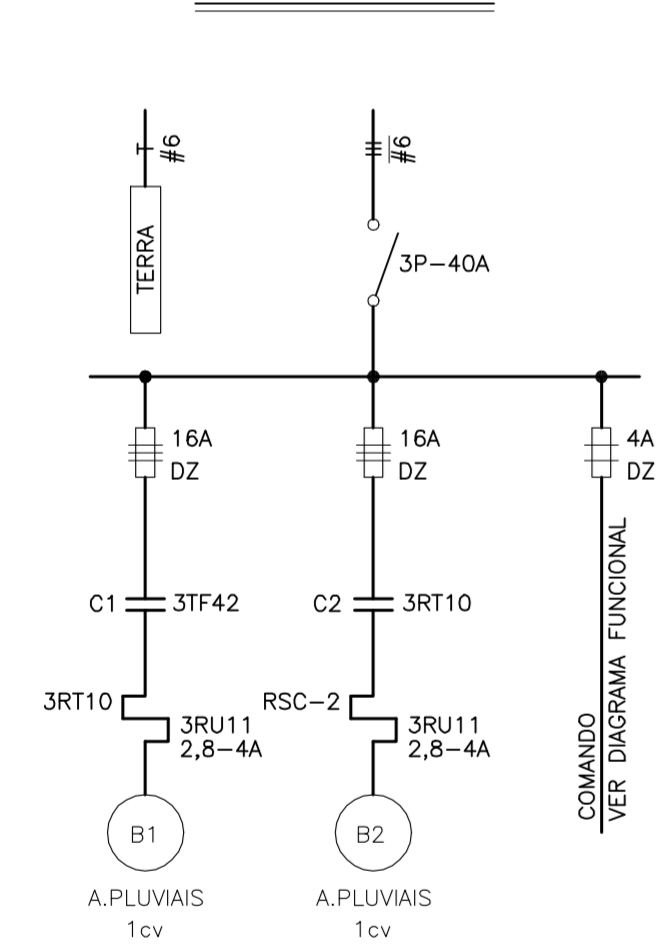 #6
#6
TERRA
3P-40A
16A
DZ
16A
DZ
4A
DZ
C1
3TF42
C2
3RT10
3RT10
3RU11
2,8-4A
RSC-2
3RU11
2,8-4A
COMANDO
VER DIAGRAMA FUNCIONAL
B1
B2
A.PLUVIAIS
1cv
A.PLUVIAIS
1cv